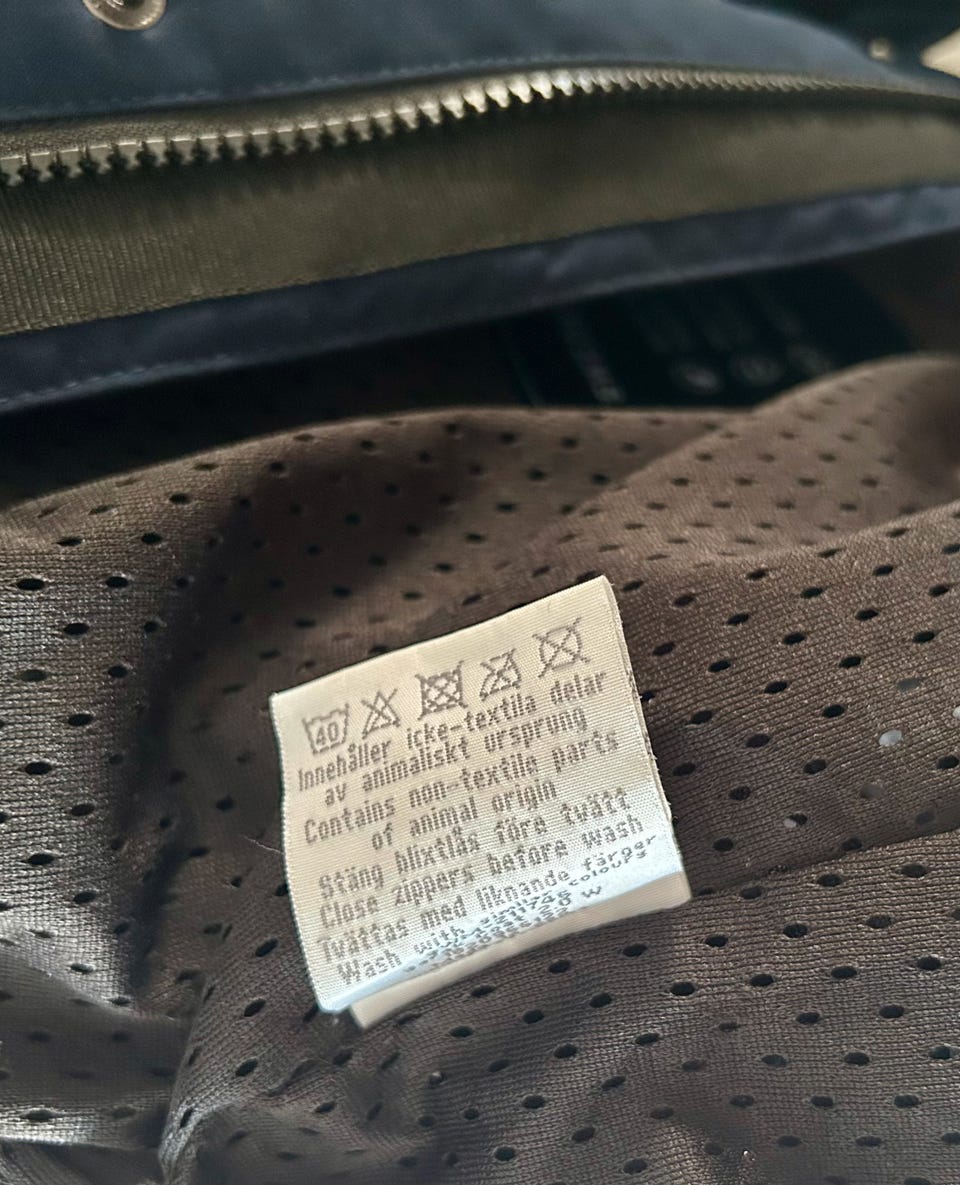 40
Innehåller icke-textila delar
av animaliskt ursprung
Contains non-textile parts
of animal origin
Stäng blixtlås före tvätt
Close zippers before wash
Tvättas med liknande färger
Wash with similar colours